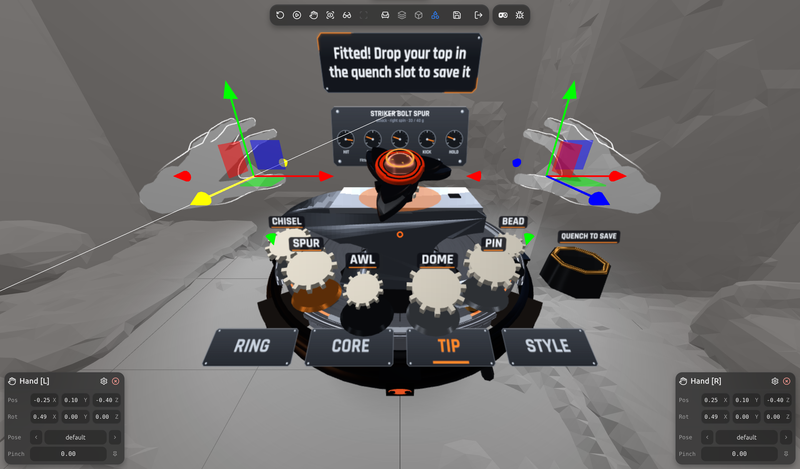 Fitted! Drop your top in
the quench slot to save it
STRIKER BOLT SPUR
HIT
KICK
HOLD
CHISEL
BEAD
SPUR
PIN
AWL
DOME
QUENCH TO SAVE
RING
CORE
TIP
STYLE
Hand [L]
Pos -0.25 X 0.10 Y -0.40 Z
Rot 0.49 X 0.00 Y 0.00 Z
Pose default
Pinch 0.00
Hand [R]
Pos 0.25 X 0.10 Y -0.40 Z
Rot 0.49 X 0.00 Y 0.00 Z
Pose default
Pinch 0.00